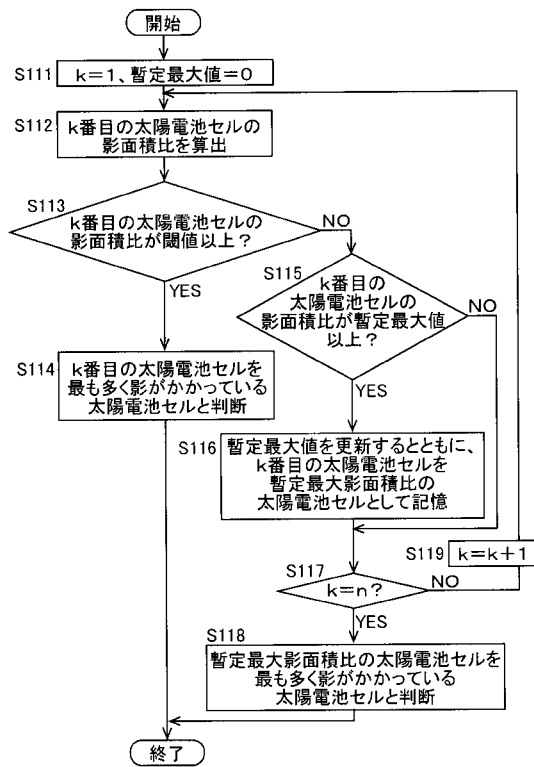 開始
S111
k=1、暫定最大値=0
S112
k番目の太陽電池セルの
影面積比を算出
S113
k番目の太陽電池セルの
影面積比が閾値以上?
NO
YES
S115
k番目の
太陽電池セルの
影面積比が暫定最大値
以上?
NO
YES
S114
k番目の太陽電池セルを
最も多く影がかかっている
太陽電池セルと判断
S116
暫定最大値を更新するとともに、
k番目の太陽電池セルを
暫定最大影面積比の
太陽電池セルとして記憶
S119
k=k+1
S117
k=n?
NO
YES
S118
暫定最大影面積比の太陽電池セルを
最も多く影がかかっている
太陽電池セルと判断
終了